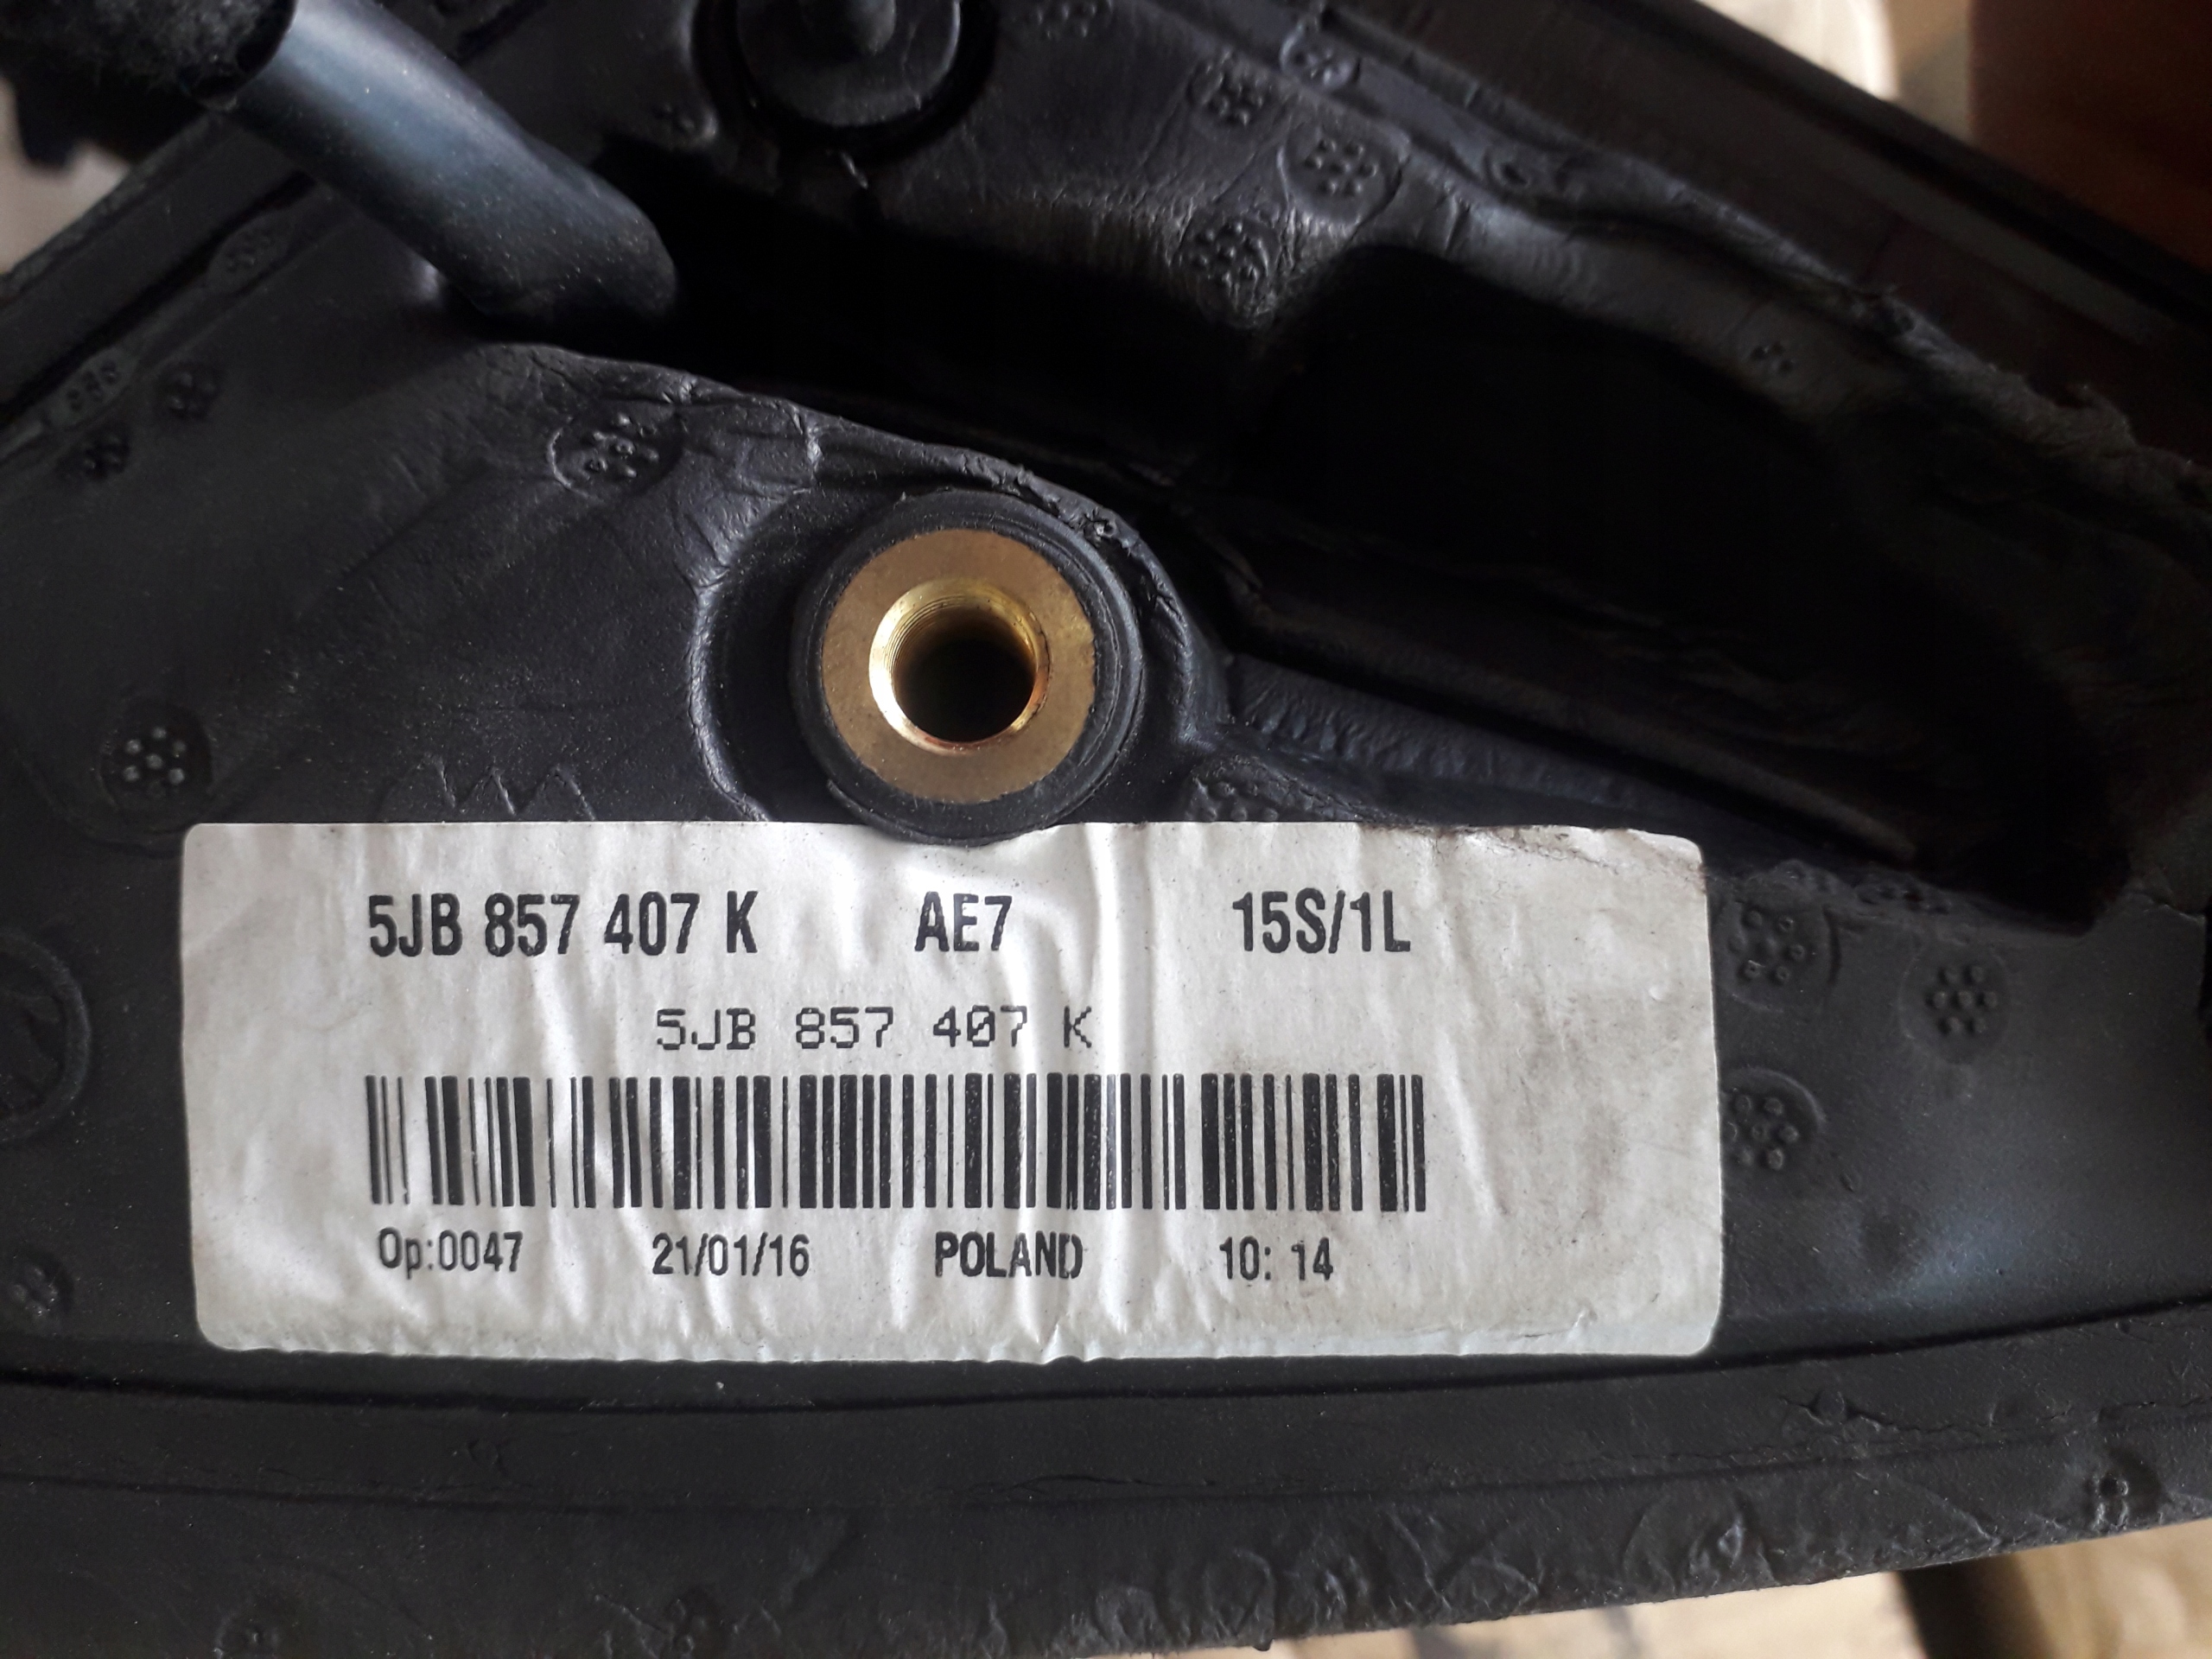 5JB 857 407 K AE7 15S/1L
5JB 857 407 K
Op:0047 21/01/16 POLAND 10: 14